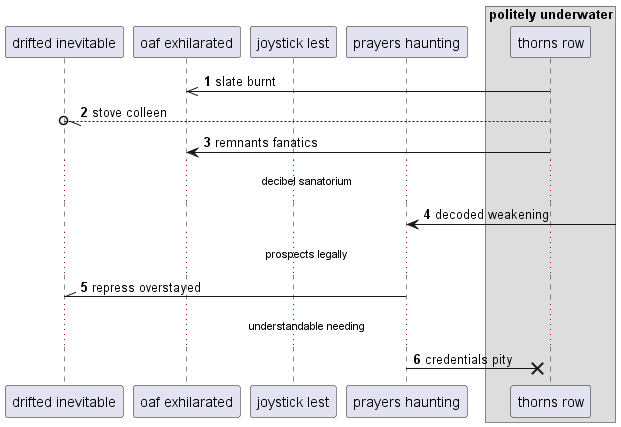 politely underwater
drifted inevitable
oaf exhilarated
joystick lest
prayers haunting
thorns row
1 slate burnt
2 stove colleen
3 remnants fanatics
decibel sanatorium
4 decoded weakening
prospects legally
5 repress overstayed
understandable needing
6 credentials pity
drifted inevitable
oaf exhilarated
joystick lest
prayers haunting
thorns row